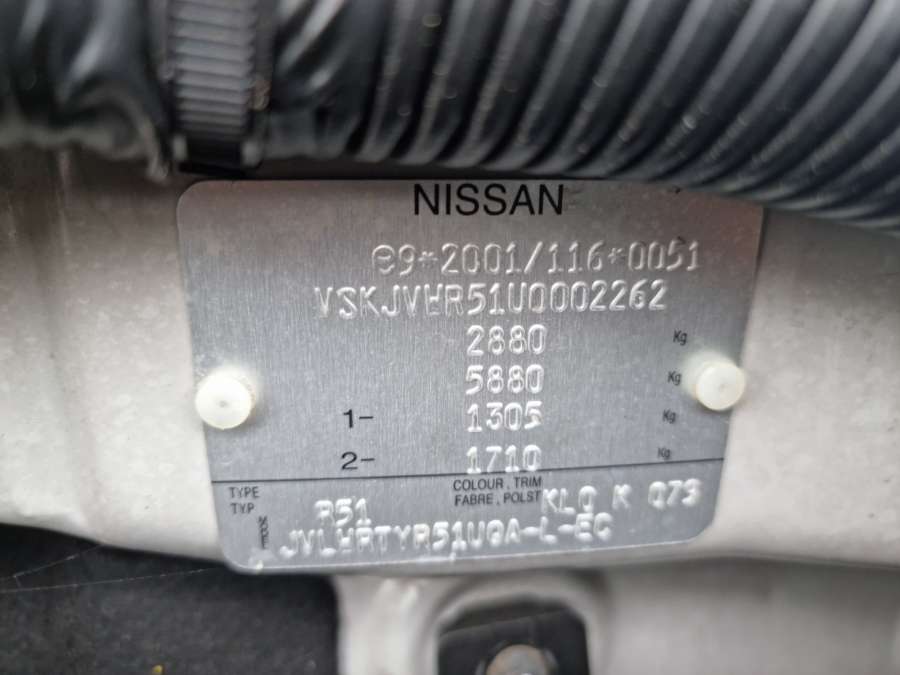 NISSAN
e9*2001/116*0051
VSKJVWR51U0002262
2880 Kg
5880 Kg
1- 1305 Kg
2- 1710 Kg
TYPE COLOUR, TRIM
TYP FABRE, POLST
R51 KL0 K Q73
JVLWRTYR51UQA-L-EC